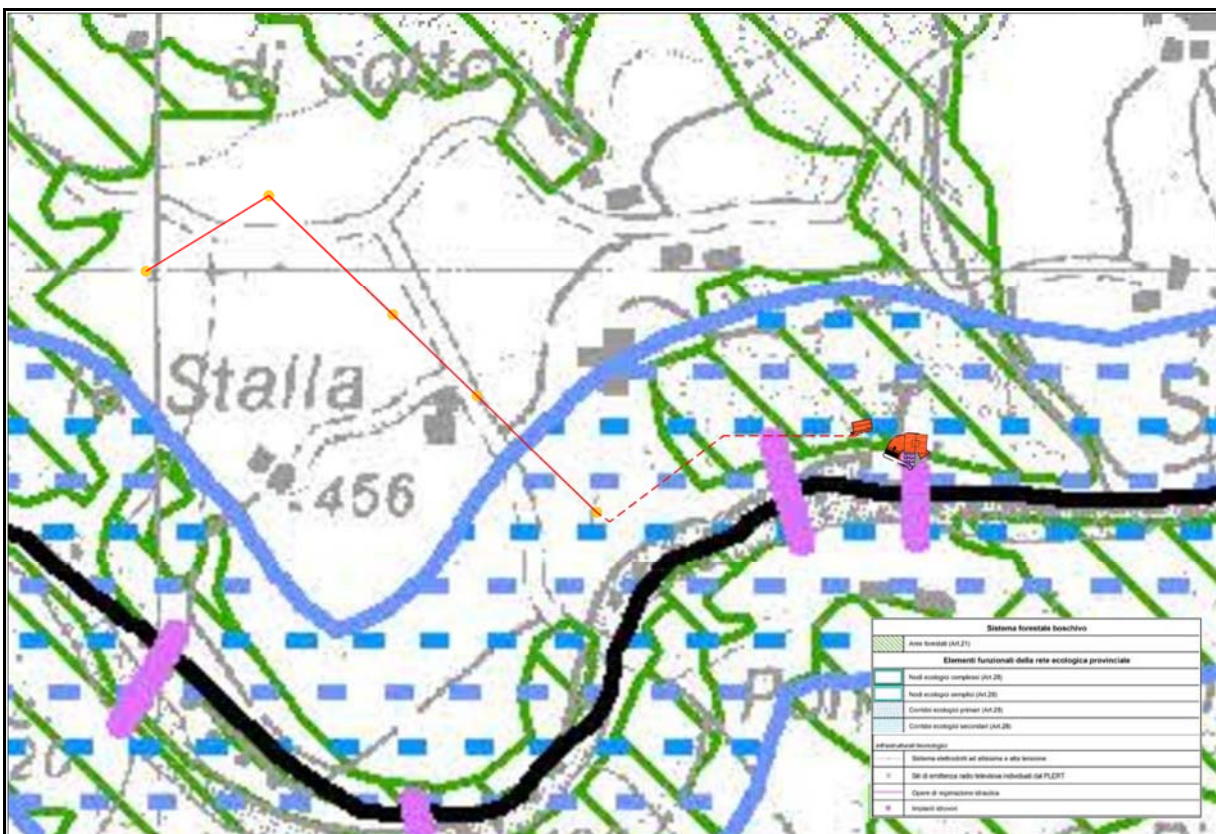 di sotto
Stalla
456
Sistema forestale boschivo
Aree forestali (Art.21)
Elementi funzionali della rete ecologica provinciale
Nodi ecologici complessi (Art.28)
Nodi ecologici semplici (Art.28)
Corridoi ecologici primari (Art.28)
Corridoi ecologici secondari (Art.28)
Infrastrutturali tecnologici
Sistema elettrodotti ad altissima e alta tensione
Siti di emittenza radio televisiva individuati dal PLERT
Opere di regimazione idraulica
Impianti idrovori